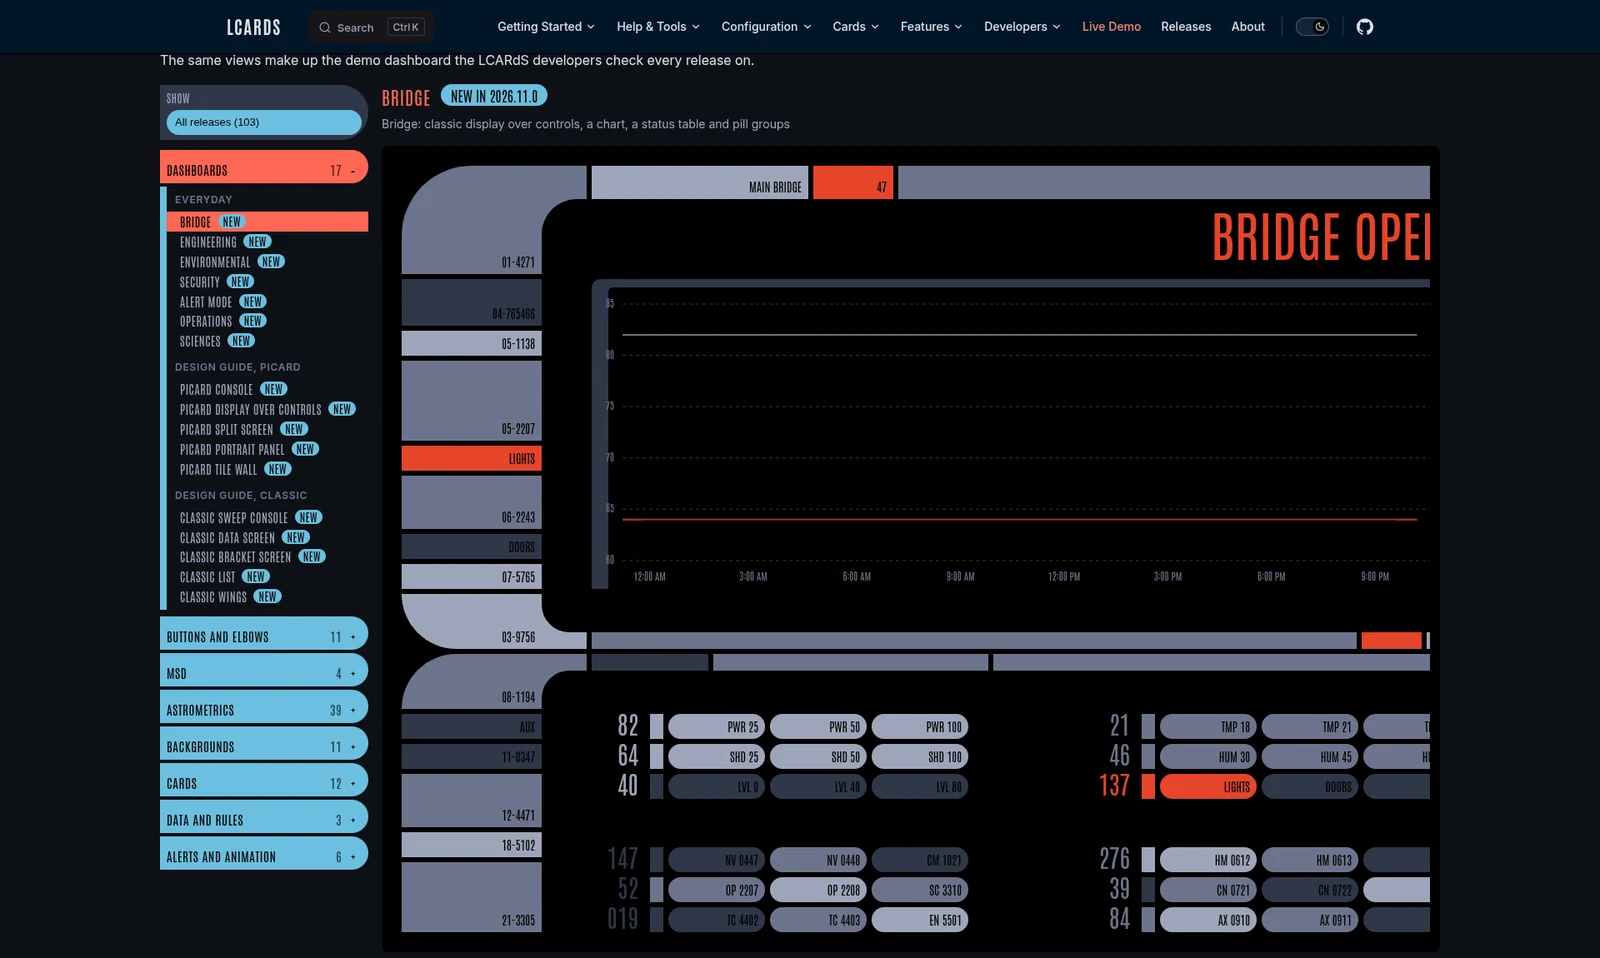 LCARDS
Search Ctrl K
Getting Started
Help & Tools
Configuration
Cards
Features
Developers
Live Demo
Releases
About
The same views make up the demo dashboard the LCARdS developers check every release on.
SHOW
All releases (103)
DASHBOARDS 17 -
EVERYDAY
BRIDGE NEW
ENGINEERING NEW
ENVIRONMENTAL NEW
SECURITY NEW
ALERT MODE NEW
OPERATIONS NEW
SCIENCES NEW
DESIGN GUIDE, PICARD
PICARD CONSOLE NEW
PICARD DISPLAY OVER CONTROLS NEW
PICARD SPLIT SCREEN NEW
PICARD PORTRAIT PANEL NEW
PICARD TILE WALL NEW
DESIGN GUIDE, CLASSIC
CLASSIC SWEEP CONSOLE NEW
CLASSIC DATA SCREEN NEW
CLASSIC BRACKET SCREEN NEW
CLASSIC LIST NEW
CLASSIC WINGS NEW
BUTTONS AND ELBOWS 11 +
MSD 4 +
ASTROMETRICS 39 +
BACKGROUNDS 11 +
CARDS 12 +
DATA AND RULES 3 +
ALERTS AND ANIMATION 6 +
BRIDGE NEW IN 2026.11.0
Bridge: classic display over controls, a chart, a status table and pill groups
MAIN BRIDGE 47
BRIDGE OPE
01-4271
04-765466
05-1138
05-2207
LIGHTS
06-2243
DOORS
07-5765
03-9756
85
80
75
70
65
60
12:00 AM 3:00 AM 6:00 AM 9:00 AM 12:00 PM 3:00 PM 6:00 PM 9:00 PM
08-1194
AUX
11-0347
12-4471
18-5102
21-3305
82 PWR 25 PWR 50 PWR 100
64 SHD 25 SHD 50 SHD 100
40 LVL 0 LVL 40 LVL 80
21 TMP 18 TMP 21
46 HUM 30 HUM 45
137 LIGHTS DOORS
147 NV 0447 NV 0448 CM 1021
52 OP 2207 OP 2208 SC 3310
019 TC 4402 TC 4403 EN 5501
276 HM 0612 HM 0613
39 CN 0721 CN 0722
84 AX 0910 AX 0911